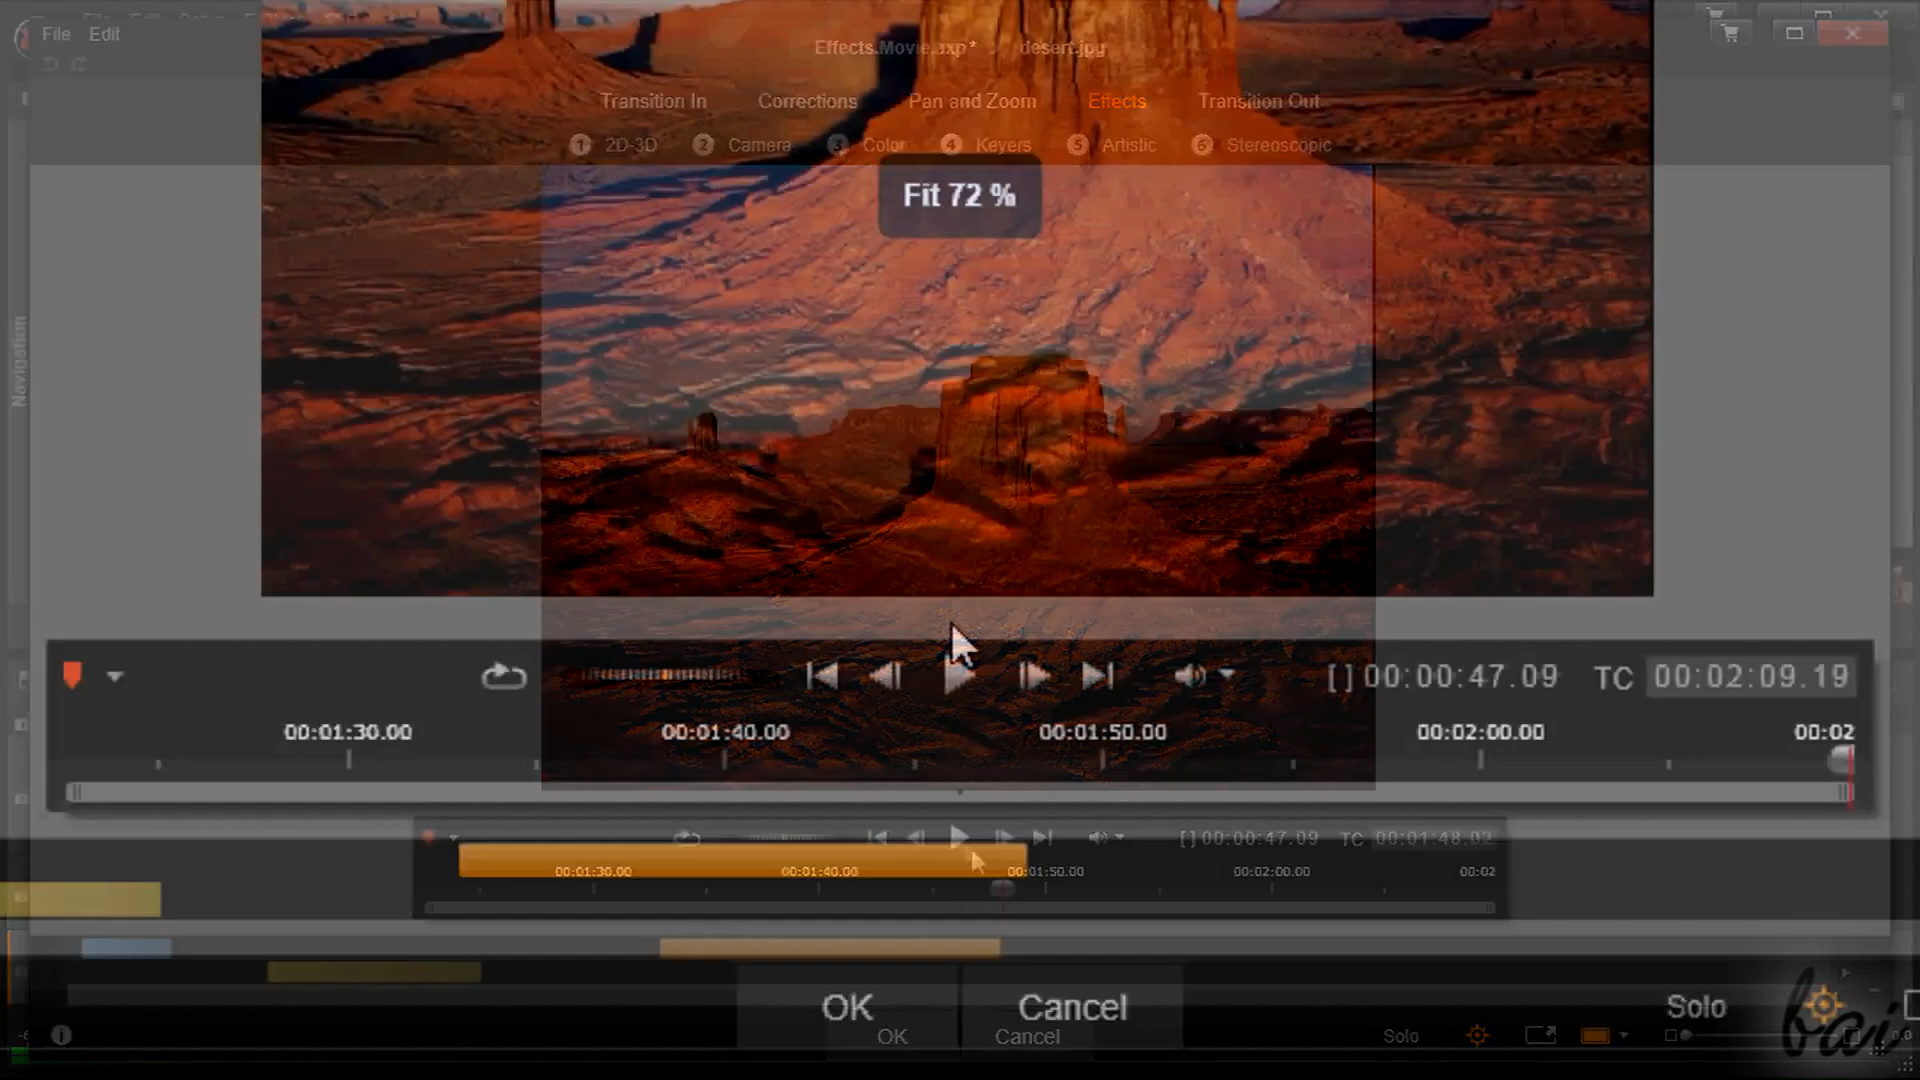 File Edit
Effects.Movie.axp* > desert.jpg
Transition In Corrections Pan and Zoom Effects Transition Out
1 2D-3D 2 Camera 3 Color 4 Keyers 5 Artistic 6 Stereoscopic
Fit 72 %
Navigation
[ ] 00:00:47.09 TC 00:02:09.19
00:01:30.00 00:01:40.00 00:01:50.00 00:02:00.00 00:02
[ ] 00:00:47.09 TC 00:01:48.02
00:01:30.00 00:01:40.00 00:01:50.00 00:02:00.00 00:02
OK Cancel Solo
OK Cancel Solo
bai